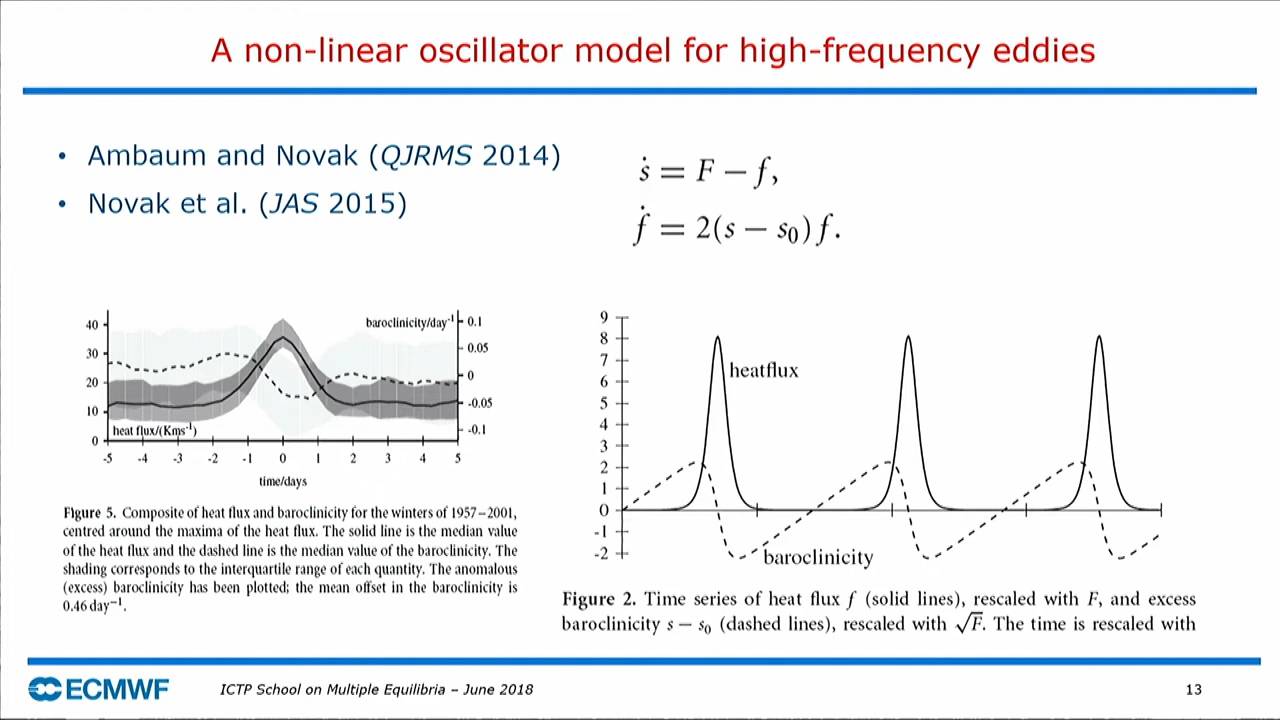 A non-linear oscillator model for high-frequency eddies
• Ambaum and Novak (QJRMS 2014)
• Novak et al. (JAS 2015)
ṡ = F − f,
ḟ = 2(s − s₀) f.
40
30
20
10
0
heat flux/(Kms⁻¹)
baroclinicity/day⁻¹
0.1
0.05
0
-0.05
-0.1
-5 -4 -3 -2 -1 0 1 2 3 4 5
time/days
Figure 5. Composite of heat flux and baroclinicity for the winters of 1957–2001,
centred around the maxima of the heat flux. The solid line is the median value
of the heat flux and the dashed line is the median value of the baroclinicity. The
shading corresponds to the interquartile range of each quantity. The anomalous
(excess) baroclinicity has been plotted; the mean offset in the baroclinicity is
0.46 day⁻¹.
9
8
7
6
5
4
3
2
1
0
-1
-2
heatflux
baroclinicity
Figure 2. Time series of heat flux f (solid lines), rescaled with F, and excess
baroclinicity s − s₀ (dashed lines), rescaled with √F. The time is rescaled with
ECMWF
ICTP School on Multiple Equilibria – June 2018
13